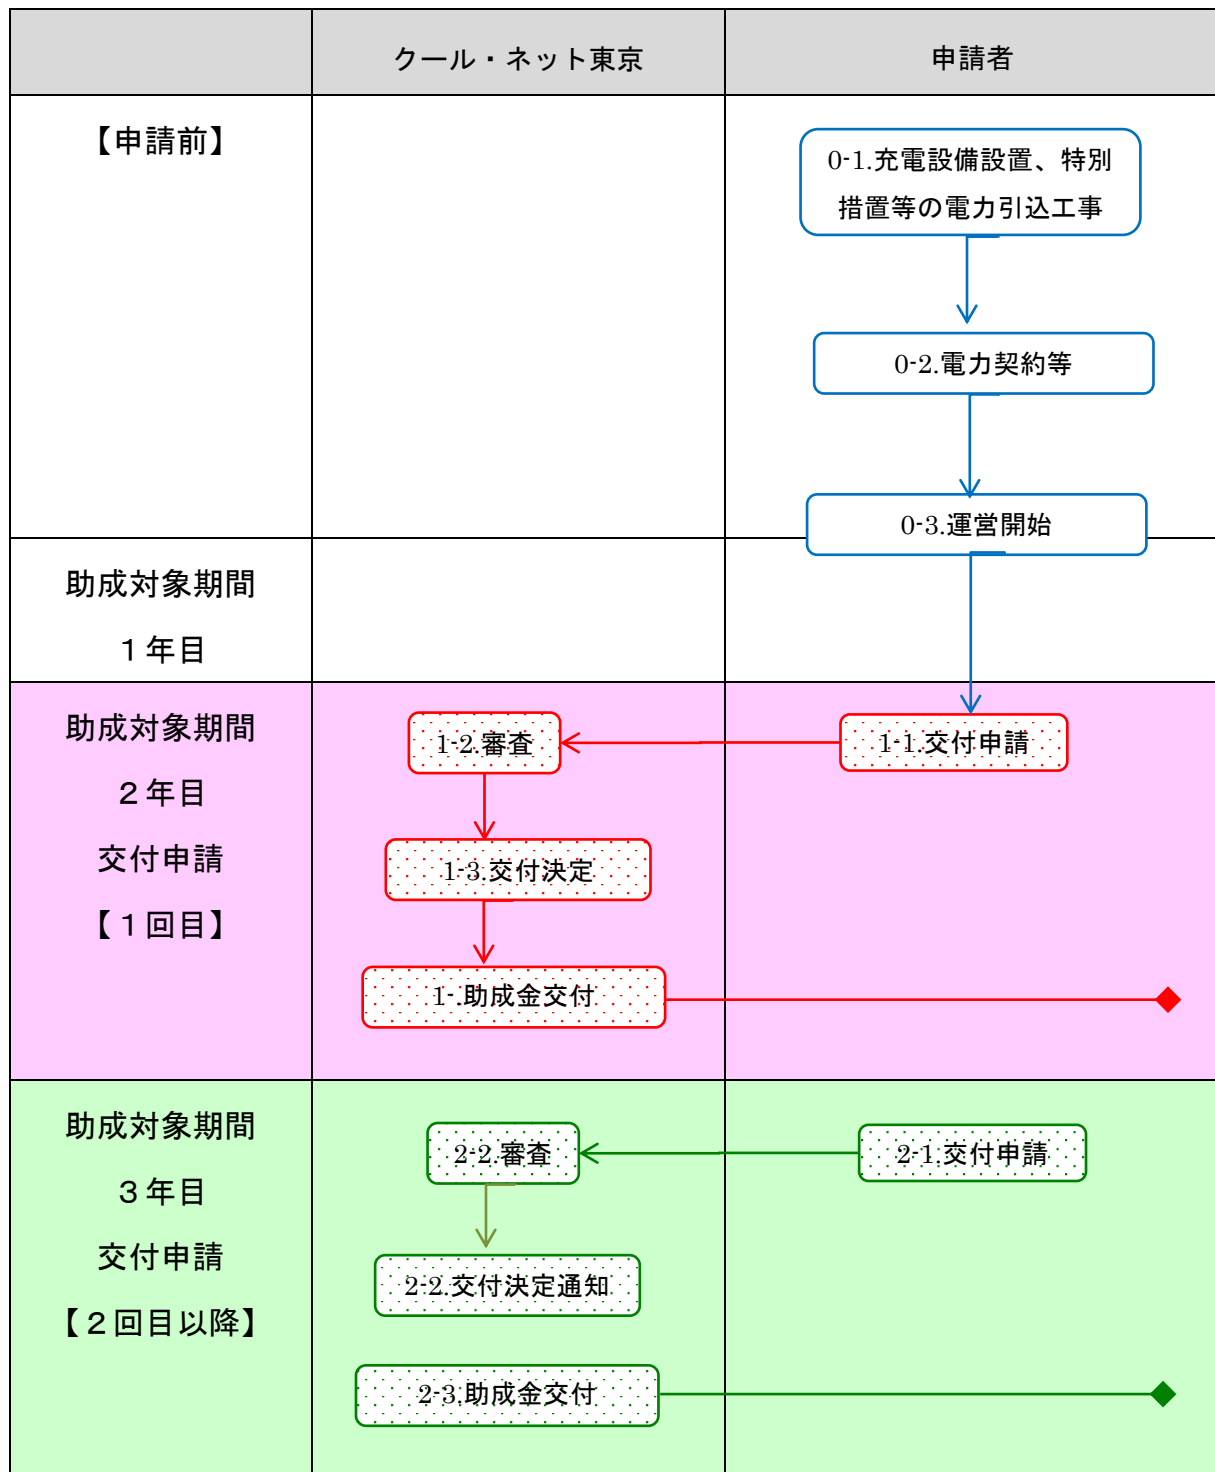 クール・ネット東京
申請者
【申請前】
0-1.充電設備設置、特別
措置等の電力引込工事
0-2.電力契約等
0-3.運営開始
助成対象期間
１年目
助成対象期間
２年目
交付申請
【１回目】
1-2.審査
1-1.交付申請
1-3.交付決定
1-.助成金交付
助成対象期間
３年目
交付申請
【２回目以降】
2-2.審査
2-1.交付申請
2-2.交付決定通知
2-3.助成金交付